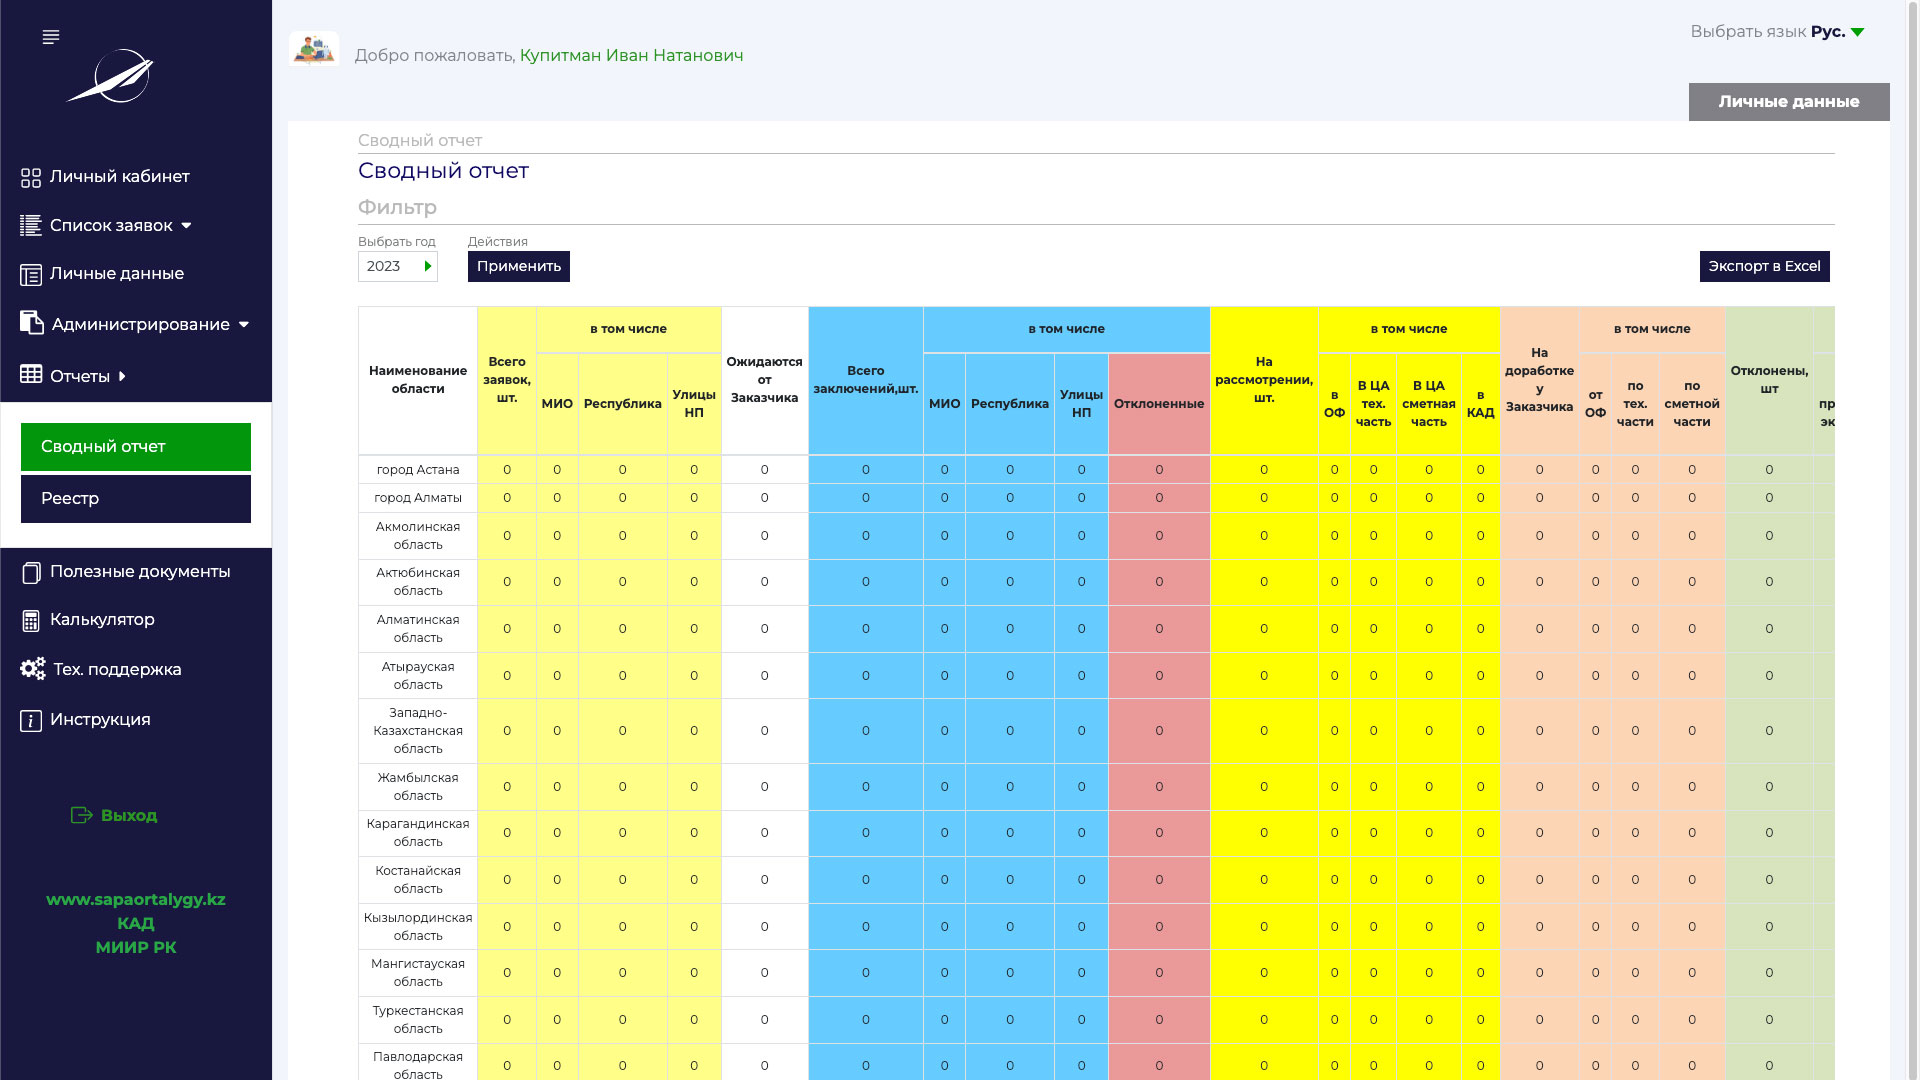 Выбрать язык Рус.
Добро пожаловать, Купитман Иван Натанович
Личные данные
Личный кабинет
Список заявок
Личные данные
Администрирование
Отчеты
Сводный отчет
Реестр
Полезные документы
Калькулятор
Тех. поддержка
Инструкция
Выход
www.sapaortalygy.kz
КАД
МИИР РК
Сводный отчет
Сводный отчет
Фильтр
Выбрать год
Действия
2023
Применить
Экспорт в Excel
Наименование
области
Всего
заявок,
шт.
в том числе
МИО
Республика
Улицы
НП
Ожидаются
от
Заказчика
Всего
заключений,шт.
в том числе
МИО
Республика
Улицы
НП
Отклоненные
На
рассмотрении,
шт.
в том числе
в
ОФ
В ЦА
тех.
часть
В ЦА
сметная
часть
в
КАД
На
доработке
у
Заказчика
в том числе
от
ОФ
по
тех.
части
по
сметной
части
Отклонены,
шт
пр
эк
город Астана 0 0 0 0 0 0 0 0 0 0 0 0 0 0 0 0 0 0 0 0
город Алматы 0 0 0 0 0 0 0 0 0 0 0 0 0 0 0 0 0 0 0 0
Акмолинская
область 0 0 0 0 0 0 0 0 0 0 0 0 0 0 0 0 0 0 0 0
Актюбинская
область 0 0 0 0 0 0 0 0 0 0 0 0 0 0 0 0 0 0 0 0
Алматинская
область 0 0 0 0 0 0 0 0 0 0 0 0 0 0 0 0 0 0 0 0
Атырауская
область 0 0 0 0 0 0 0 0 0 0 0 0 0 0 0 0 0 0 0 0
Западно-
Казахстанская 0 0 0 0 0 0 0 0 0 0 0 0 0 0 0 0 0 0 0 0
область
Жамбылская
область 0 0 0 0 0 0 0 0 0 0 0 0 0 0 0 0 0 0 0 0
Карагандинская
область 0 0 0 0 0 0 0 0 0 0 0 0 0 0 0 0 0 0 0 0
Костанайская
область 0 0 0 0 0 0 0 0 0 0 0 0 0 0 0 0 0 0 0 0
Кызылординская
область 0 0 0 0 0 0 0 0 0 0 0 0 0 0 0 0 0 0 0 0
Мангистауская
область 0 0 0 0 0 0 0 0 0 0 0 0 0 0 0 0 0 0 0 0
Туркестанская
область 0 0 0 0 0 0 0 0 0 0 0 0 0 0 0 0 0 0 0 0
Павлодарская
область 0 0 0 0 0 0 0 0 0 0 0 0 0 0 0 0 0 0 0 0